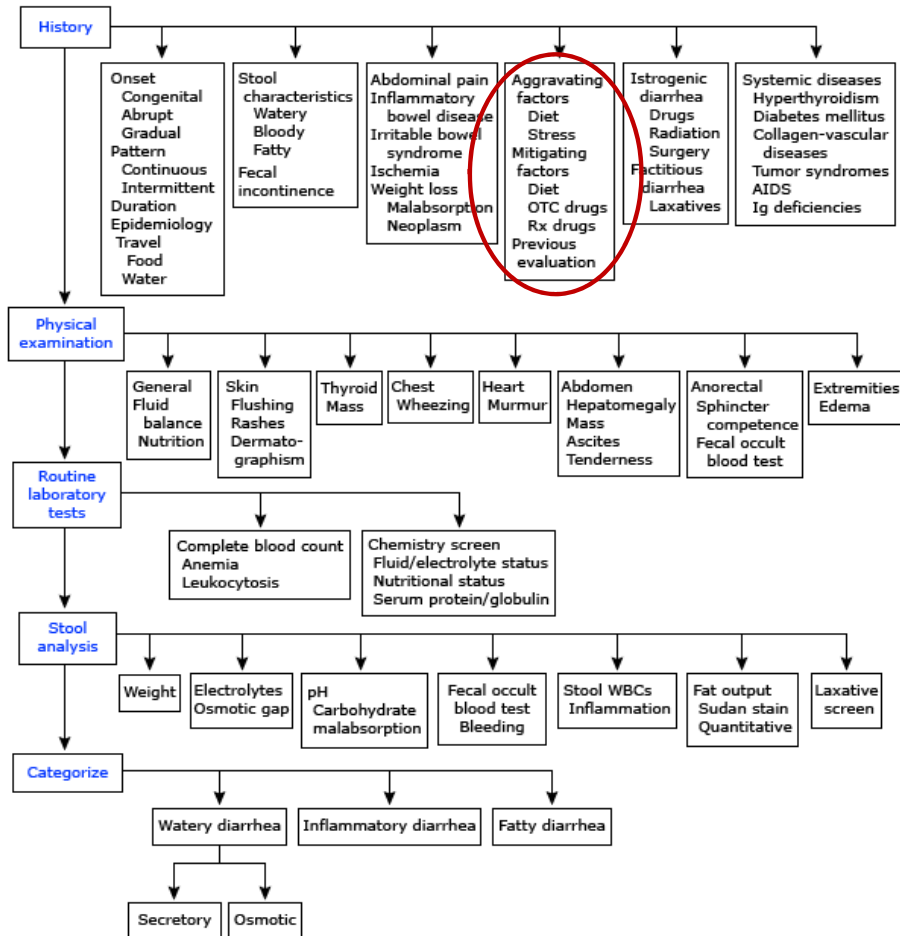 History
Onset
Congenital
Abrupt
Gradual
Pattern
Continuous
Intermittent
Duration
Epidemiology
Travel
Food
Water
Stool
characteristics
Watery
Bloody
Fatty
Fecal
incontinence
Abdominal pain
Inflammatory
bowel disease
Irritable bowel
syndrome
Ischemia
Weight loss
Malabsorption
Neoplasm
Aggravating
factors
Diet
Stress
Mitigating
factors
Diet
OTC drugs
Rx drugs
Previous
evaluation
Istrogenic
diarrhea
Drugs
Radiation
Surgery
Factitious
diarrhea
Laxatives
Systemic diseases
Hyperthyroidism
Diabetes mellitus
Collagen-vascular
diseases
Tumor syndromes
AIDS
Ig deficiencies
Physical
examination
General
Fluid
balance
Nutrition
Skin
Flushing
Rashes
Dermato-
graphism
Thyroid
Mass
Chest
Wheezing
Heart
Murmur
Abdomen
Hepatomegaly
Mass
Ascites
Tenderness
Anorectal
Sphincter
competence
Fecal occult
blood test
Extremities
Edema
Routine
laboratory
tests
Complete blood count
Anemia
Leukocytosis
Chemistry screen
Fluid/electrolyte status
Nutritional status
Serum protein/globulin
Stool
analysis
Weight
Electrolytes
Osmotic gap
pH
Carbohydrate
malabsorption
Fecal occult
blood test
Bleeding
Stool WBCs
Inflammation
Fat output
Sudan stain
Quantitative
Laxative
screen
Categorize
Watery diarrhea
Inflammatory diarrhea
Fatty diarrhea
Secretory
Osmotic